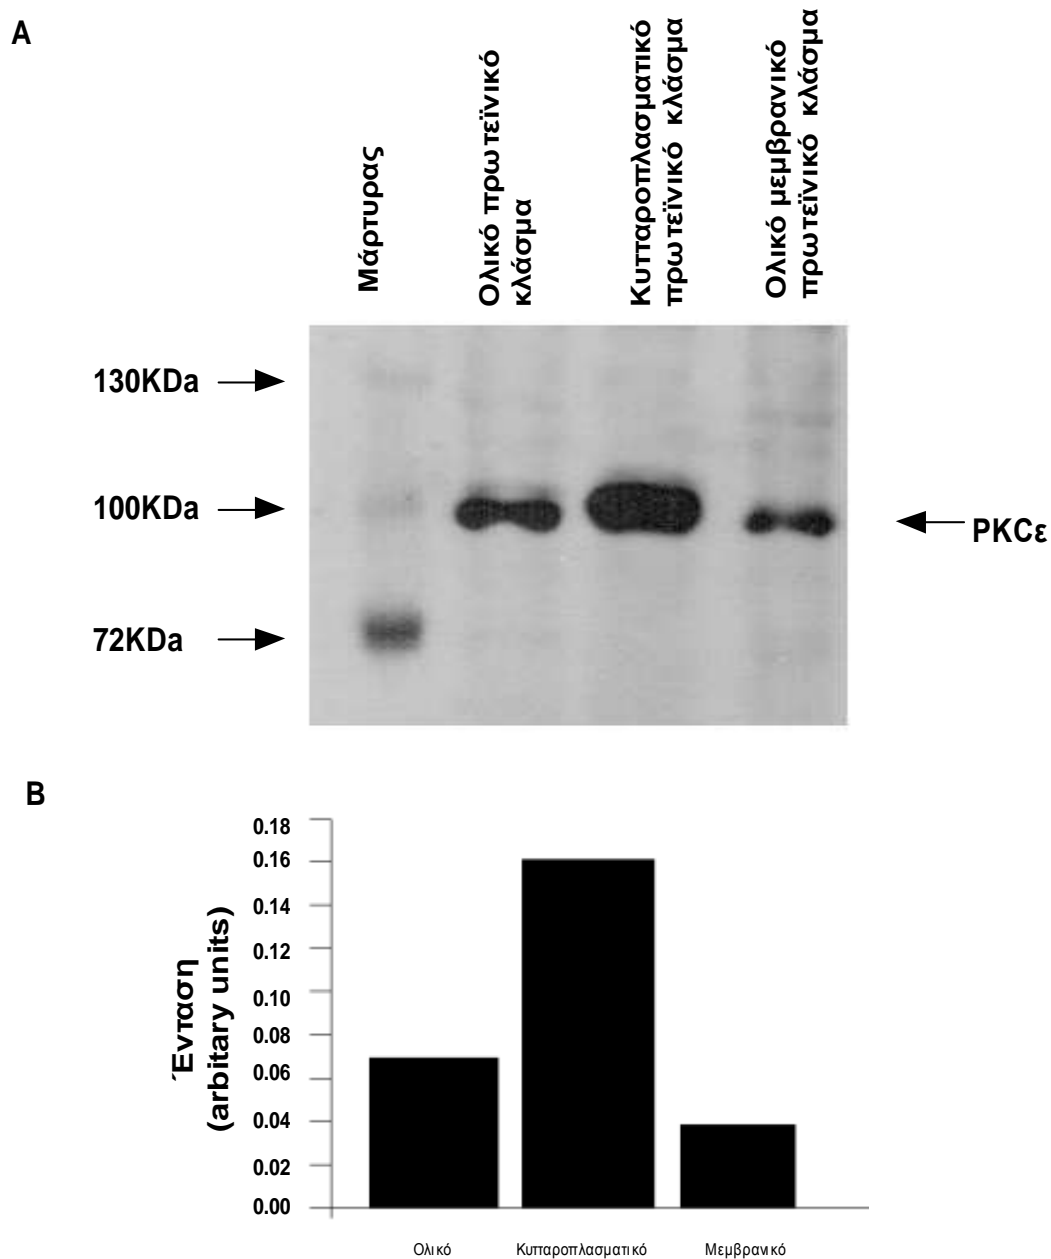 A
Μάρτυρας
Ολικό πρωτεϊνικό
κλάσμα
Κυτταροπλασματικό
πρωτεϊνικό κλάσμα
Ολικό μεμβρανικό
πρωτεϊνικό κλάσμα
130KDa
100KDa
PKCε
72KDa
B
0.18
0.16
0.14
0.12
0.10
0.08
0.06
0.04
0.02
0.00
Ένταση
(arbitary units)
Ολικό
Κυτταροπλασματικό
Μεμβρανικό